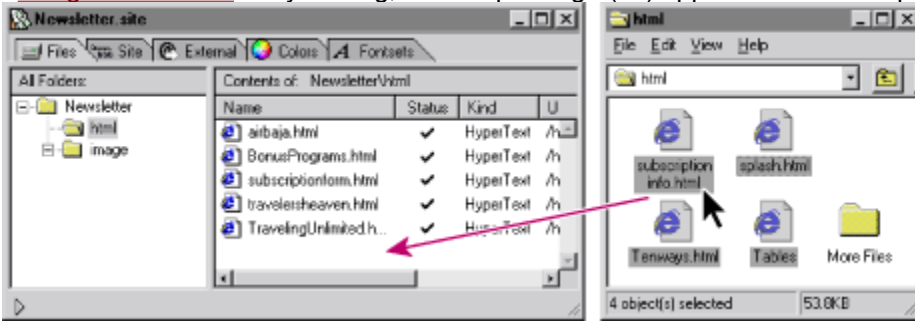 Newsletter.site
Files Site External Colors Fontsets
All Folders:
Newsletter
html
image
Contents of: Newsletter\html
Name Status Kind U
airbaja.html HyperText /h
BonusPrograms.html HyperText /h
subscriptionform.html HyperText /h
travelersheaven.html HyperText /h
TravelingUnlimited.h... HyperText /h
html
File Edit View Help
html
subscription
info.html
splash.html
Tenways.html Tables More Files
4 object(s) selected 53.8KB